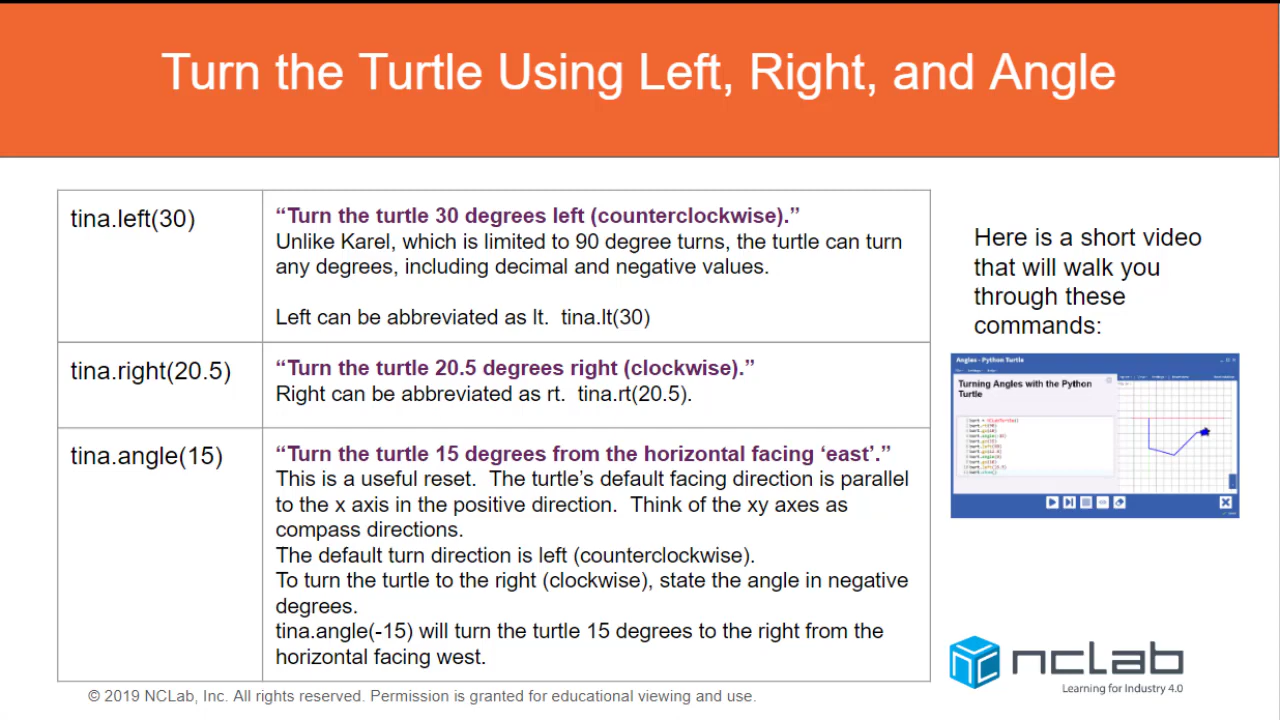 Turn the Turtle Using Left, Right, and Angle
tina.left(30)
“Turn the turtle 30 degrees left (counterclockwise).”
Unlike Karel, which is limited to 90 degree turns, the turtle can turn
any degrees, including decimal and negative values.
Left can be abbreviated as lt.  tina.lt(30)
tina.right(20.5)
“Turn the turtle 20.5 degrees right (clockwise).”
Right can be abbreviated as rt.  tina.rt(20.5).
tina.angle(15)
“Turn the turtle 15 degrees from the horizontal facing ‘east’.”
This is a useful reset.  The turtle’s default facing direction is parallel
to the x axis in the positive direction.  Think of the xy axes as
compass directions.
The default turn direction is left (counterclockwise).
To turn the turtle to the right (clockwise), state the angle in negative
degrees.
tina.angle(-15) will turn the turtle 15 degrees to the right from the
horizontal facing west.
Here is a short video
that will walk you
through these
commands:
Angles - Python Turtle
Turning Angles with the Python
Turtle
nclab
Learning for Industry 4.0
© 2019 NCLab, Inc. All rights reserved. Permission is granted for educational viewing and use.